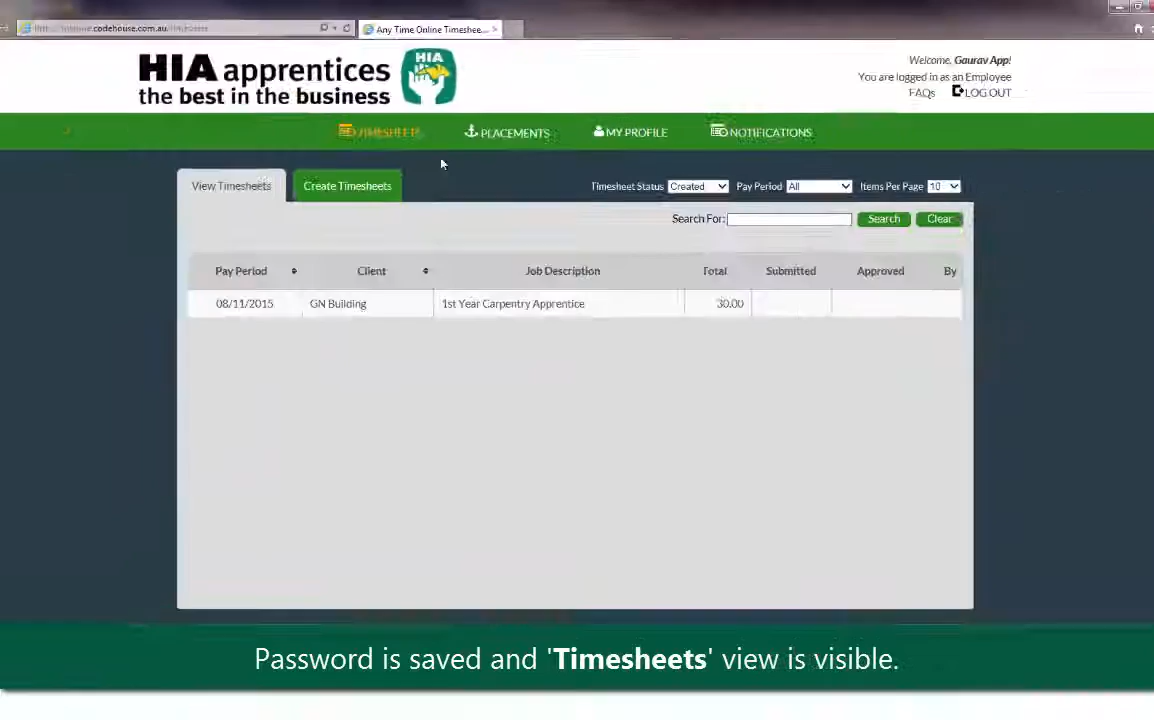 codehouse.com.au
Any Time Online Timeshee...
HIA apprentices
the best in the business
HIA
Welcome, Gaurav App!
You are logged in as an Employee
FAQs LOG OUT
TIMESHEET PLACEMENTS MY PROFILE NOTIFICATIONS
View Timesheets Create Timesheets Timesheet Status Created Pay Period All Items Per Page 10
Search For: Search Clear
Pay Period Client Job Description Total Submitted Approved By
08/11/2015 GN Building 1st Year Carpentry Apprentice 30.00
Password is saved and 'Timesheets' view is visible.